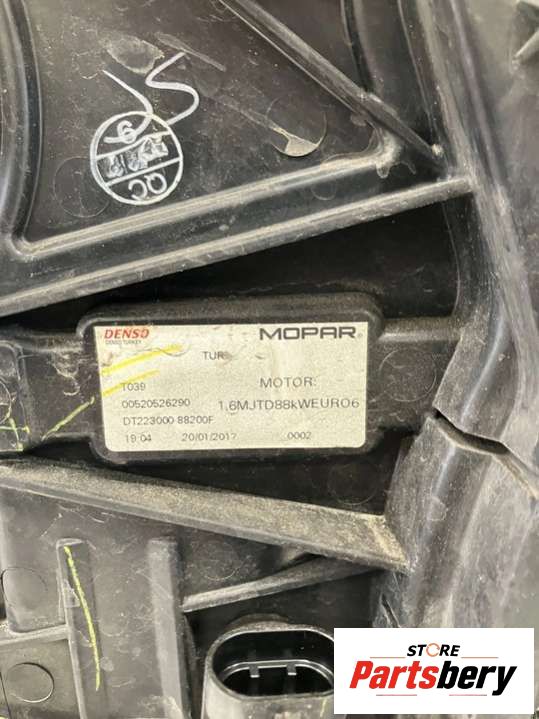 QC
DENSO
DENSO TURKEY
MOPAR®
TUR
T039
MOTOR:
00520526290
1,6MJTD88kWEURO6
DT223000-88200F
19:04 20/01/2017 0002
STORE
Partsbery